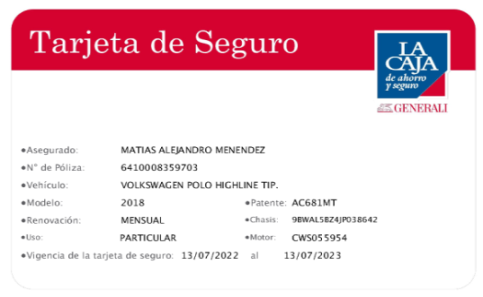 Tarjeta de Seguro
LA
CAJA
de ahorro
y seguro
GENERALI
•Asegurado: MATIAS ALEJANDRO MENENDEZ
•N° de Póliza: 6410008359703
•Vehículo: VOLKSWAGEN POLO HIGHLINE TIP.
•Modelo: 2018 •Patente: AC681MT
•Renovación: MENSUAL •Chasis: 9BWAL5BZ4JP038642
•Uso: PARTICULAR •Motor: CWS055954
•Vigencia de la tarjeta de seguro: 13/07/2022 al 13/07/2023